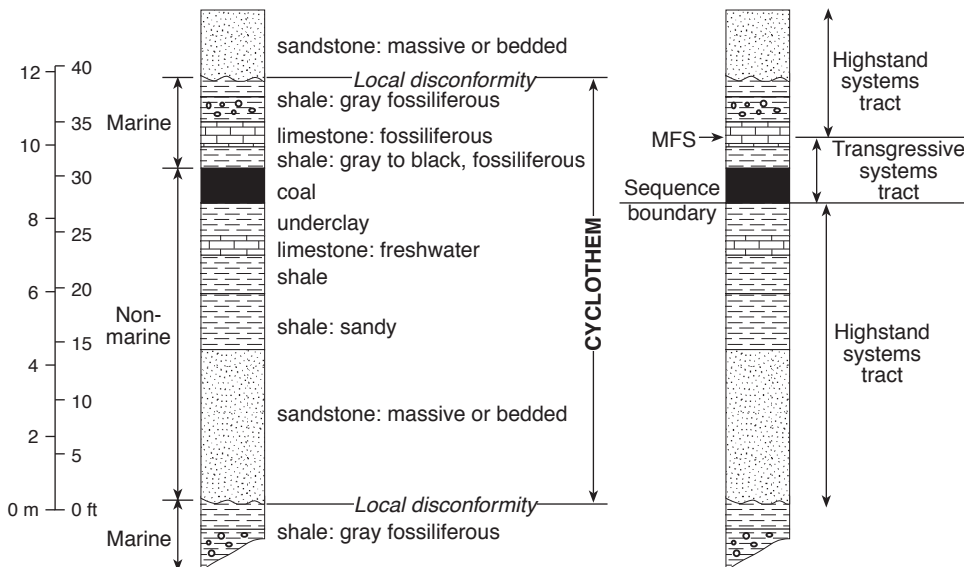 sandstone: massive or bedded
Local disconformity
shale: gray fossiliferous
limestone: fossiliferous
shale: gray to black, fossiliferous
coal
underclay
limestone: freshwater
shale
shale: sandy
sandstone: massive or bedded
Local disconformity
shale: gray fossiliferous
12
10
8
6
4
2
0 m
40
35
30
25
20
15
10
5
0 ft
Marine
Non-
marine
Marine
CYCLOTHEM
Highstand
systems
tract
MFS
Transgressive
systems
tract
Sequence
boundary
Highstand
systems
tract